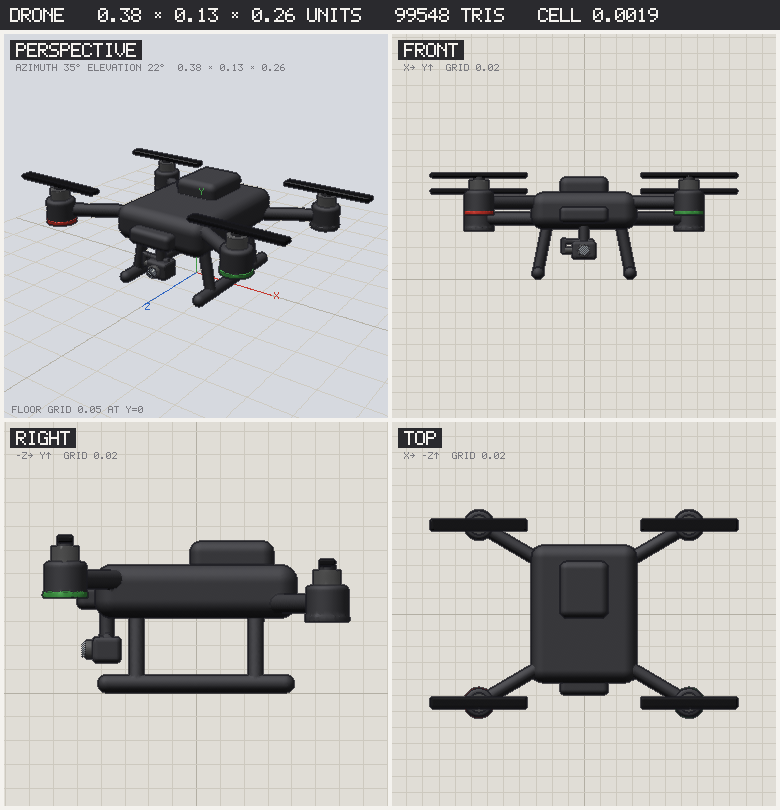 DRONE 0.38 × 0.13 × 0.26 UNITS 99548 TRIS CELL 0.0019
PERSPECTIVE
AZIMUTH 35° ELEVATION 22° 0.38 × 0.13 × 0.26
Y
X
Z
FLOOR GRID 0.05 AT Y=0
FRONT
X→ Y↑ GRID 0.02
RIGHT
-Z→ Y↑ GRID 0.02
TOP
X→ -Z↑ GRID 0.02